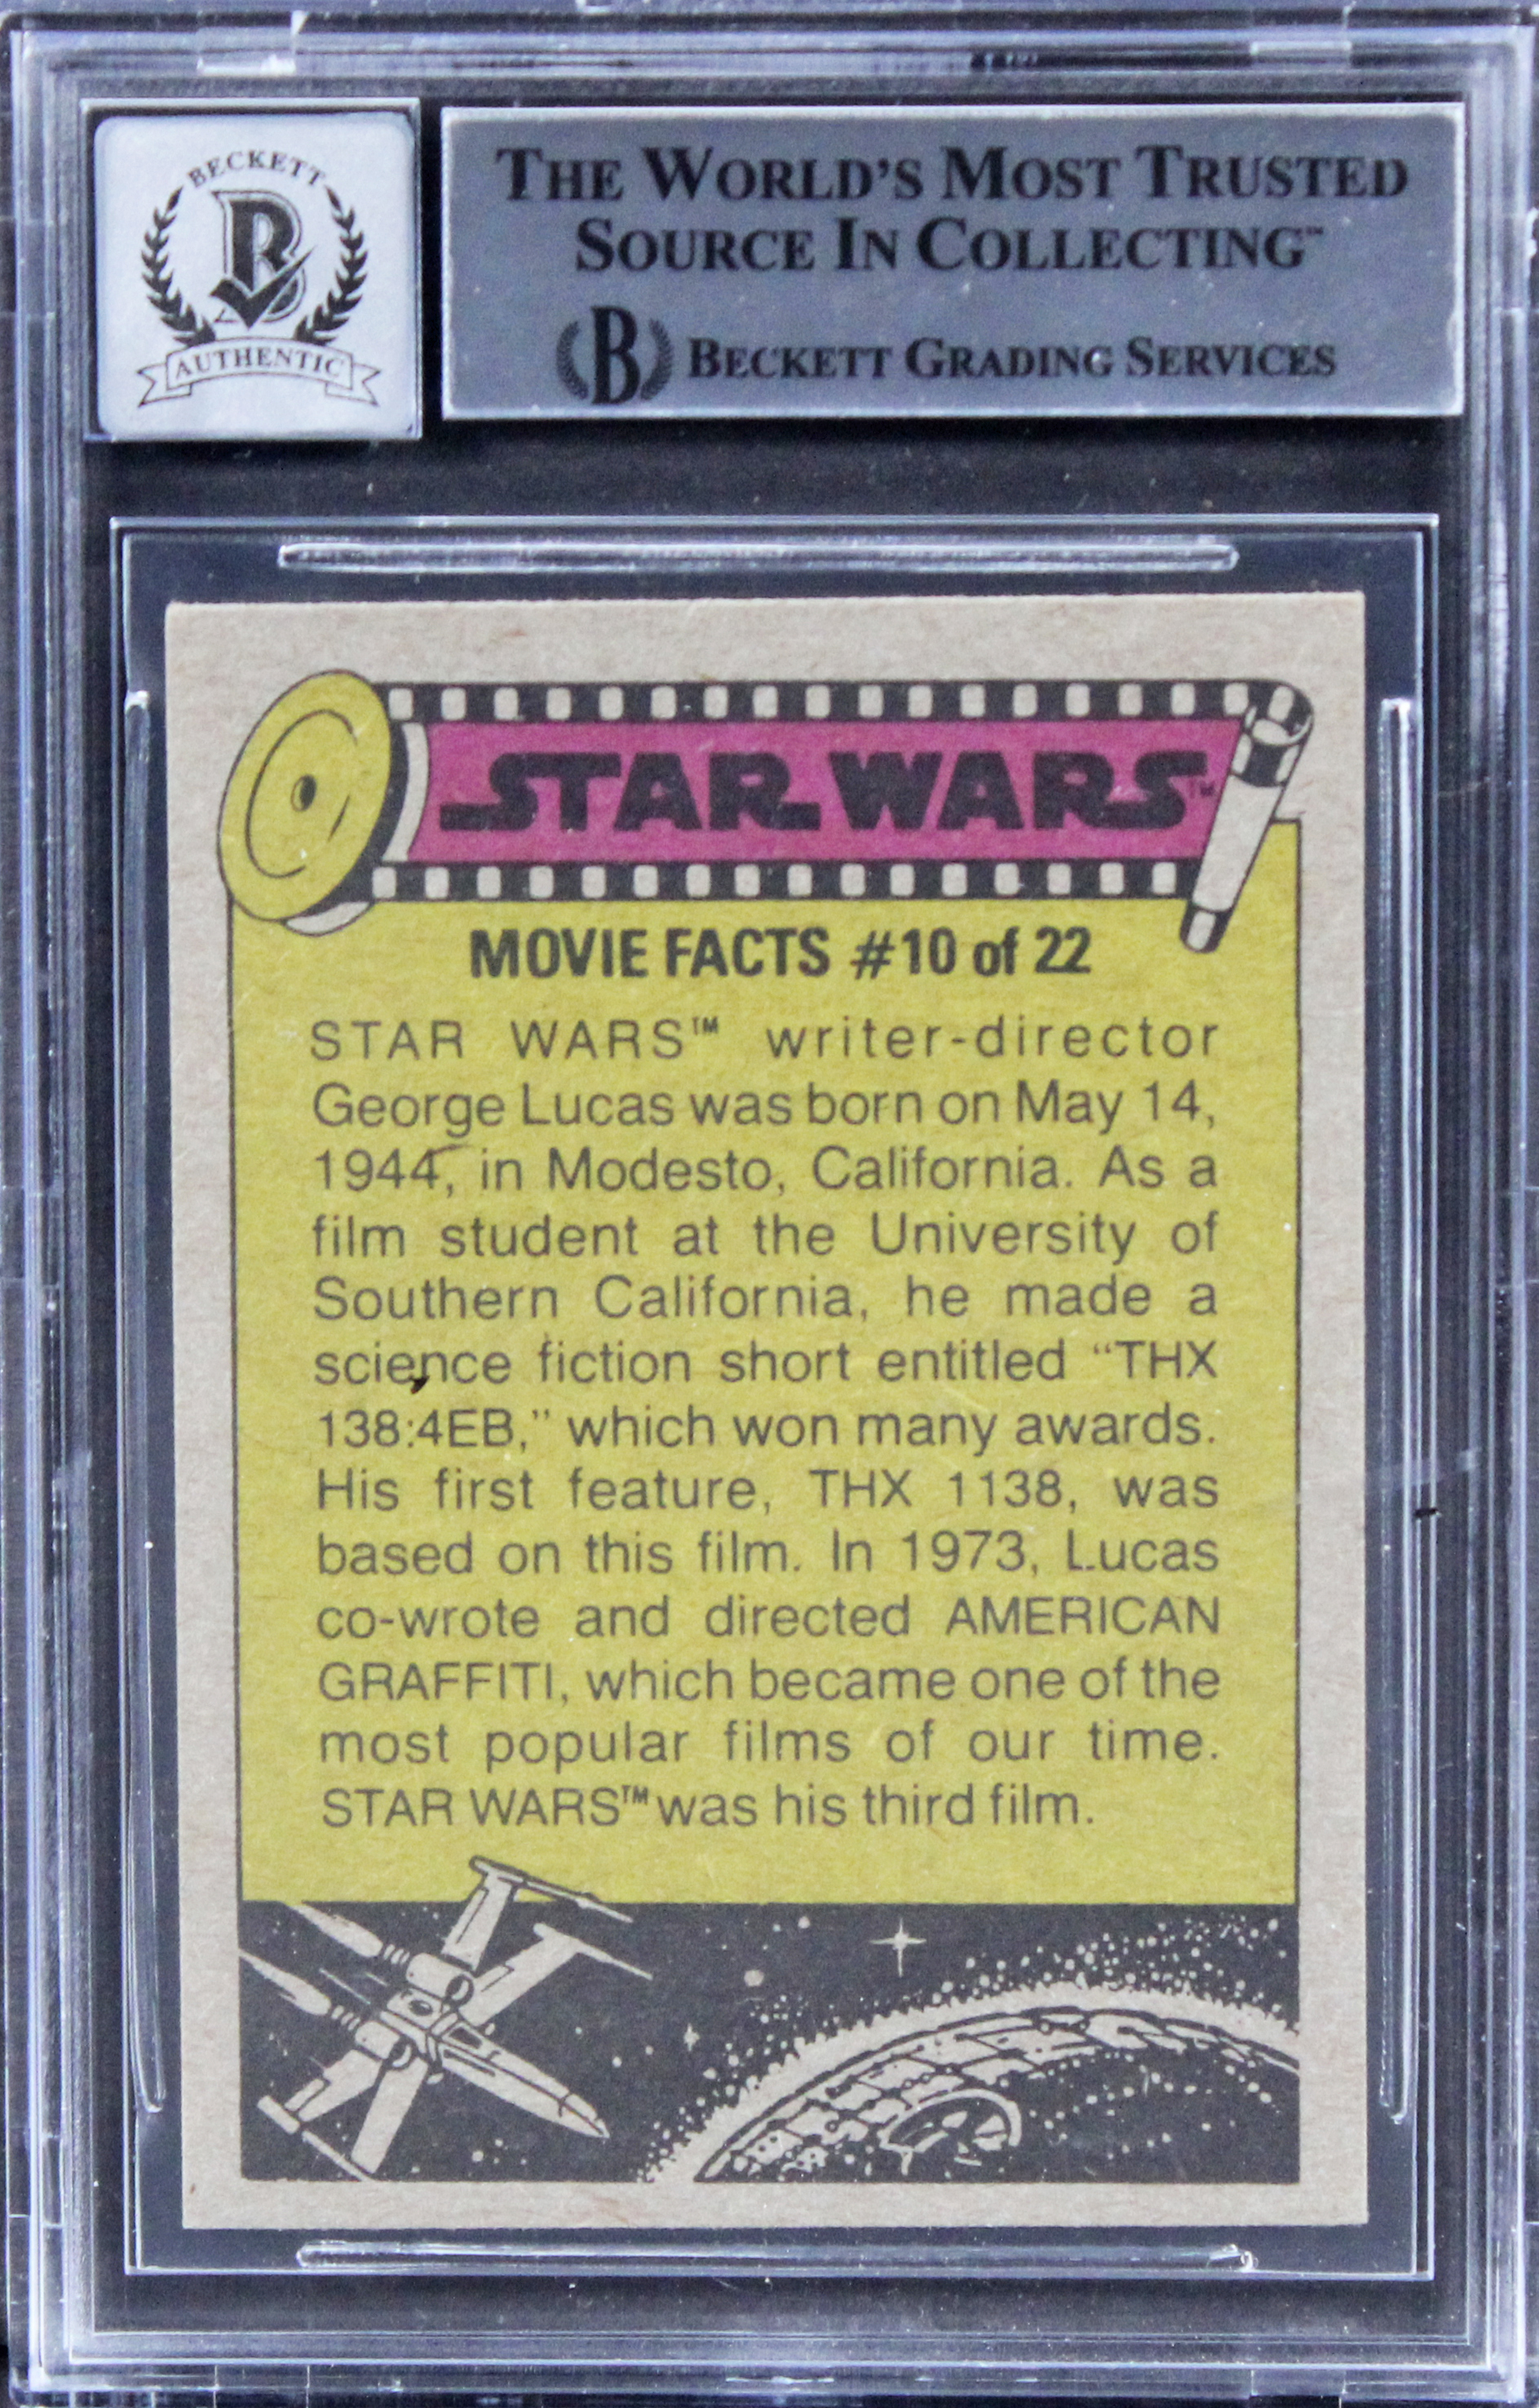 BECKETT
AUTHENTIC
THE WORLD'S MOST TRUSTED
SOURCE IN COLLECTING™
B BECKETT GRADING SERVICES
STAR WARS™
MOVIE FACTS #10 of 22
STAR WARS™ writer-director
George Lucas was born on May 14,
1944, in Modesto, California. As a
film student at the University of
Southern California, he made a
science fiction short entitled “THX
138:4EB,” which won many awards.
His first feature, THX 1138, was
based on this film. In 1973, Lucas
co-wrote and directed AMERICAN
GRAFFITI, which became one of the
most popular films of our time.
STAR WARS™ was his third film.